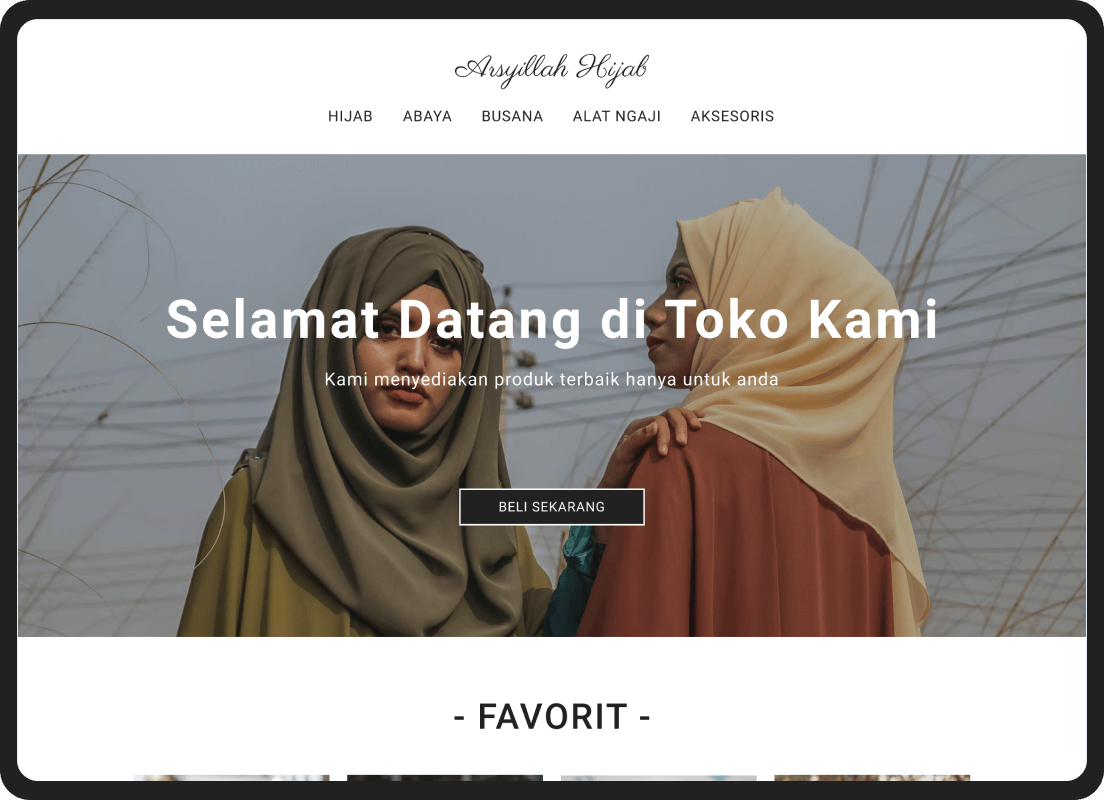 Arsyillah Hijab
HIJAB ABAYA BUSANA ALAT NGAJI AKSESORIS
Selamat Datang di Toko Kami
Kami menyediakan produk terbaik hanya untuk anda
BELI SEKARANG
- FAVORIT -